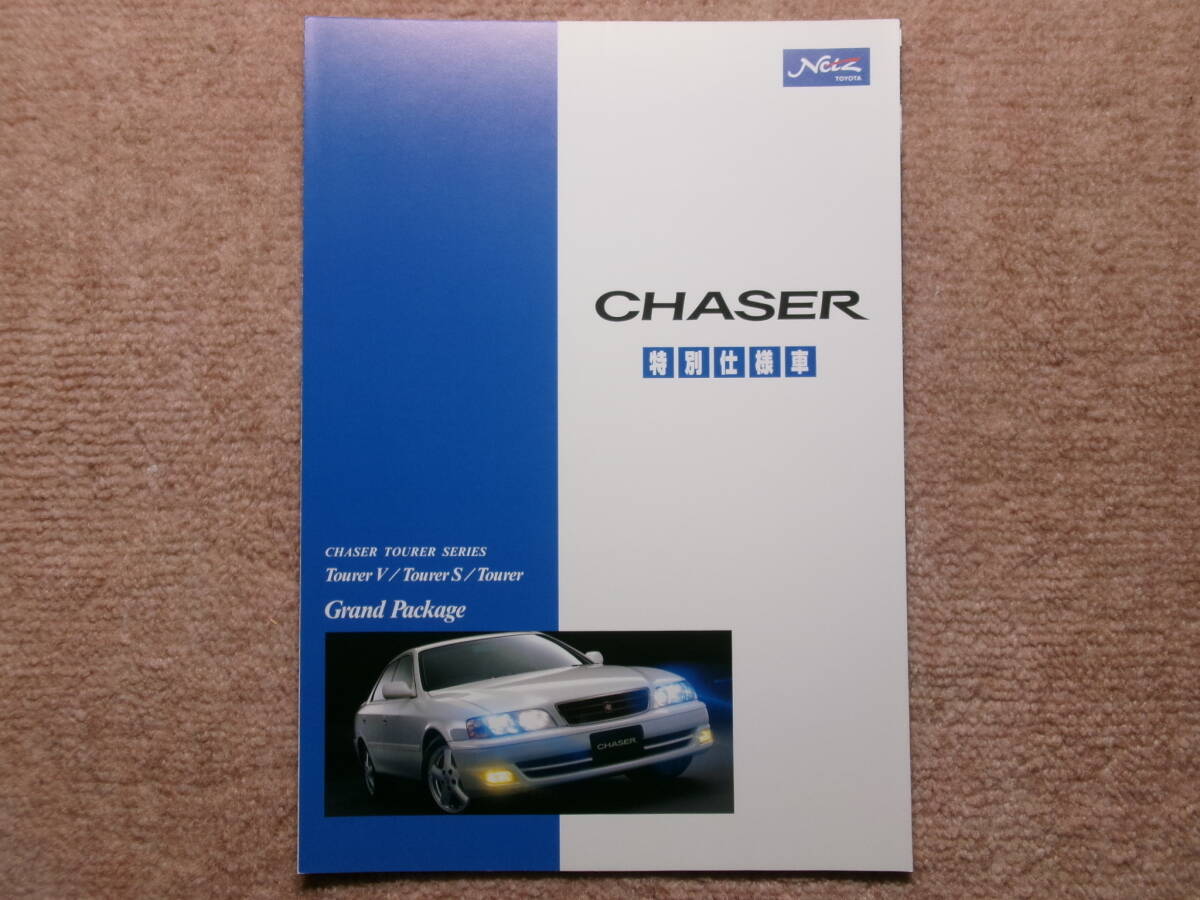 Netz
TOYOTA
CHASER
特別仕様車
CHASER TOURER SERIES
Tourer V／Tourer S／Tourer
Grand Package
CHASER